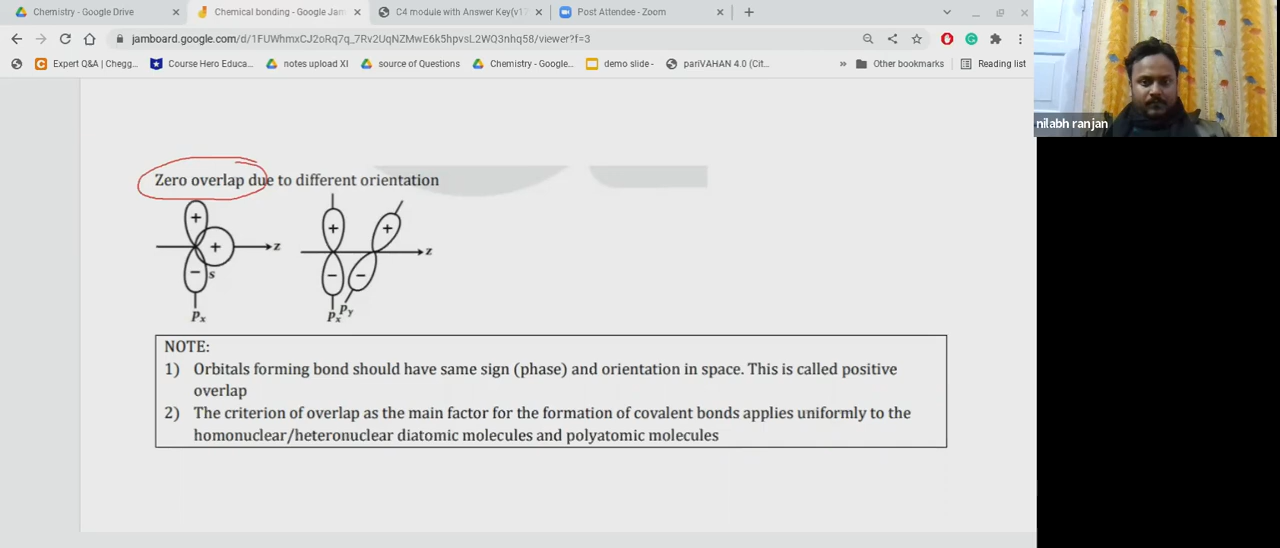 Chemistry - Google Drive
Chemical bonding - Google Jam
C4 module with Answer Key(v1
Post Attendee - Zoom
jamboard.google.com/d/1FUWhmxCJ2oRq7q_7Rv2UqNZMwE6k5hpvsL2WQ3nhq58/viewer?f=3
Expert Q&A | Chegg...
Course Hero Educa...
notes upload XI
source of Questions
Chemistry - Google...
demo slide -
pariVAHAN 4.0 (Cit...
»
Other bookmarks
Reading list
nilabh ranjan
Zero overlap due to different orientation
+
+
−
s
z
Px
+
+
−
−
z
Px
Py
NOTE:
1) Orbitals forming bond should have same sign (phase) and orientation in space. This is called positive
overlap
2) The criterion of overlap as the main factor for the formation of covalent bonds applies uniformly to the
homonuclear/heteronuclear diatomic molecules and polyatomic molecules